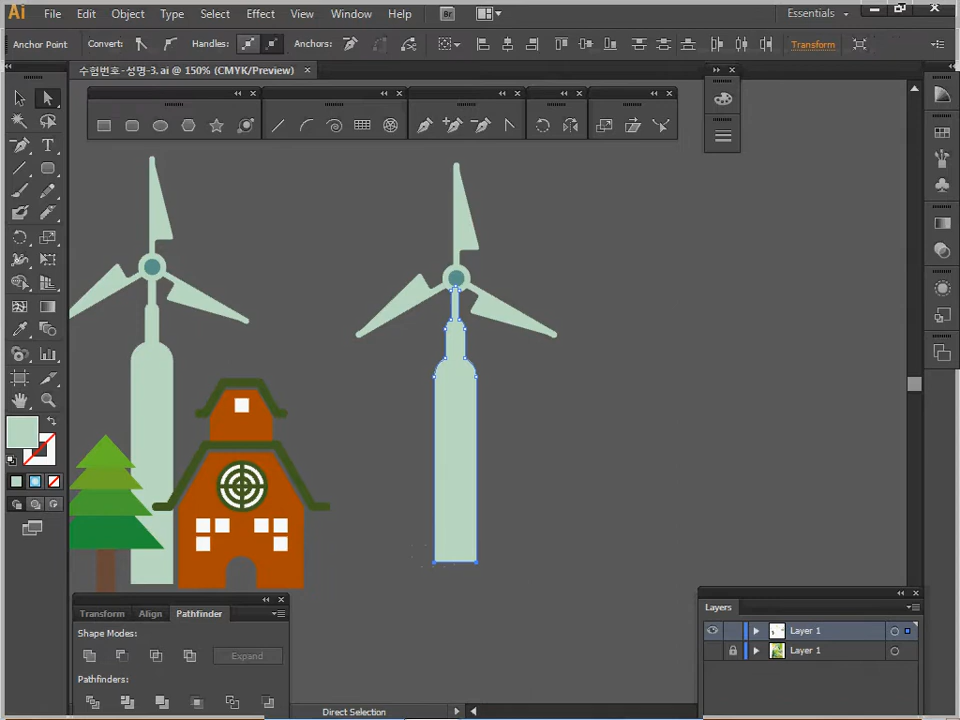 Ai File Edit Object Type Select Effect View Window Help Br Essentials
Anchor Point Convert: Handles: Anchors: Transform
수험번호-성명-3.ai @ 150% (CMYK/Preview) ×
T
Transform Align Pathfinder
Shape Modes:
Expand
Pathfinders:
Layers
Layer 1
Layer 1
Direct Selection